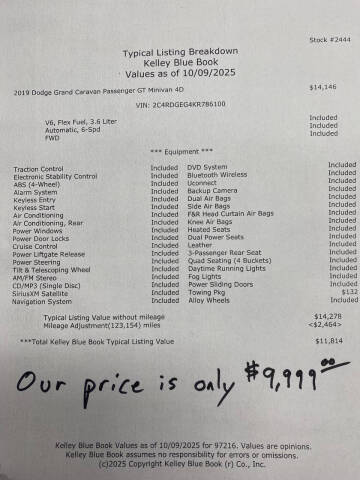 Stock #2444
Typical Listing Breakdown
Kelley Blue Book
Values as of 10/09/2025
2019 Dodge Grand Caravan Passenger GT Minivan 4D $14,146
VIN: 2C4RDGEG4KR786100
V6, Flex Fuel, 3.6 Liter Included
Automatic, 6-Spd Included
FWD Included
*** Equipment ***
Traction Control Included DVD System Included
Electronic Stability Control Included Bluetooth Wireless Included
ABS (4-Wheel) Included Uconnect Included
Alarm System Included Backup Camera Included
Keyless Entry Included Dual Air Bags Included
Keyless Start Included Side Air Bags Included
Air Conditioning Included F&R Head Curtain Air Bags Included
Air Conditioning, Rear Included Knee Air Bags Included
Power Windows Included Heated Seats Included
Power Door Locks Included Dual Power Seats Included
Cruise Control Included Leather Included
Power Liftgate Release Included 3-Passenger Rear Seat Included
Power Steering Included Quad Seating (4 Buckets) Included
Tilt & Telescoping Wheel Included Daytime Running Lights Included
AM/FM Stereo Included Fog Lights Included
CD/MP3 (Single Disc) Included Power Sliding Doors Included
SiriusXM Satellite Included Towing Pkg $132
Navigation System Included Alloy Wheels Included
Typical Listing Value without mileage $14,278
Mileage Adjustment(123,154) miles <$2,464>
***Total Kelley Blue Book Typical Listing Value $11,814
Our price is only $9,999.00
Kelley Blue Book Values as of 10/09/2025 for 97216. Values are opinions.
Kelley Blue Book assumes no responsibility for errors or omissions.
(c)2025 Copyright Kelley Blue Book (r) Co., Inc.